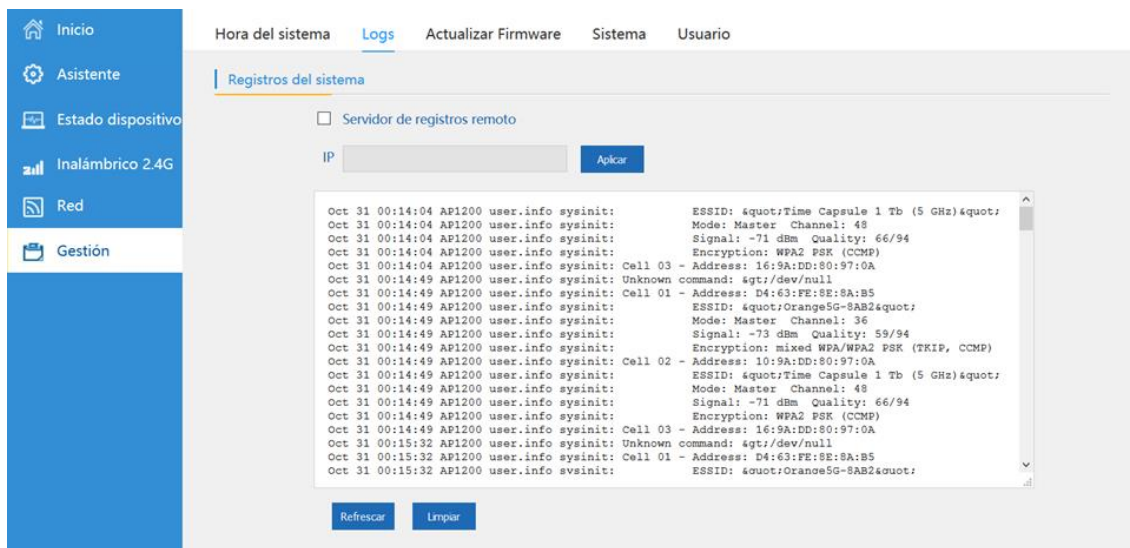 Inicio
Asistente
Estado dispositivo
Inalámbrico 2.4G
Red
Gestión
Hora del sistema Logs Actualizar Firmware Sistema Usuario
Registros del sistema
Servidor de registros remoto
IP Aplicar
Oct 31 00:14:04 AP1200 user.info sysinit: ESSID: &quot;Time Capsule 1 Tb (5 GHz)&quot;
Oct 31 00:14:04 AP1200 user.info sysinit: Mode: Master Channel: 48
Oct 31 00:14:04 AP1200 user.info sysinit: Signal: -71 dBm Quality: 66/94
Oct 31 00:14:04 AP1200 user.info sysinit: Encryption: WPA2 PSK (CCMP)
Oct 31 00:14:04 AP1200 user.info sysinit: Cell 03 - Address: 16:9A:DD:80:97:0A
Oct 31 00:14:49 AP1200 user.info sysinit: Unknown command: &gt;/dev/null
Oct 31 00:14:49 AP1200 user.info sysinit: Cell 01 - Address: D4:63:FE:8E:8A:B5
Oct 31 00:14:49 AP1200 user.info sysinit: ESSID: &quot;Orange5G-8AB2&quot;
Oct 31 00:14:49 AP1200 user.info sysinit: Mode: Master Channel: 36
Oct 31 00:14:49 AP1200 user.info sysinit: Signal: -73 dBm Quality: 59/94
Oct 31 00:14:49 AP1200 user.info sysinit: Encryption: mixed WPA/WPA2 PSK (TKIP, CCMP)
Oct 31 00:14:49 AP1200 user.info sysinit: Cell 02 - Address: 10:9A:DD:80:97:0A
Oct 31 00:14:49 AP1200 user.info sysinit: ESSID: &quot;Time Capsule 1 Tb (5 GHz)&quot;
Oct 31 00:14:49 AP1200 user.info sysinit: Mode: Master Channel: 48
Oct 31 00:14:49 AP1200 user.info sysinit: Signal: -71 dBm Quality: 66/94
Oct 31 00:14:49 AP1200 user.info sysinit: Encryption: WPA2 PSK (CCMP)
Oct 31 00:14:49 AP1200 user.info sysinit: Cell 03 - Address: 16:9A:DD:80:97:0A
Oct 31 00:15:32 AP1200 user.info sysinit: Unknown command: &gt;/dev/null
Oct 31 00:15:32 AP1200 user.info sysinit: Cell 01 - Address: D4:63:FE:8E:8A:B5
Oct 31 00:15:32 AP1200 user.info sysinit: ESSID: &quot;Orange5G-8AB2&quot;
Refrescar Limpiar